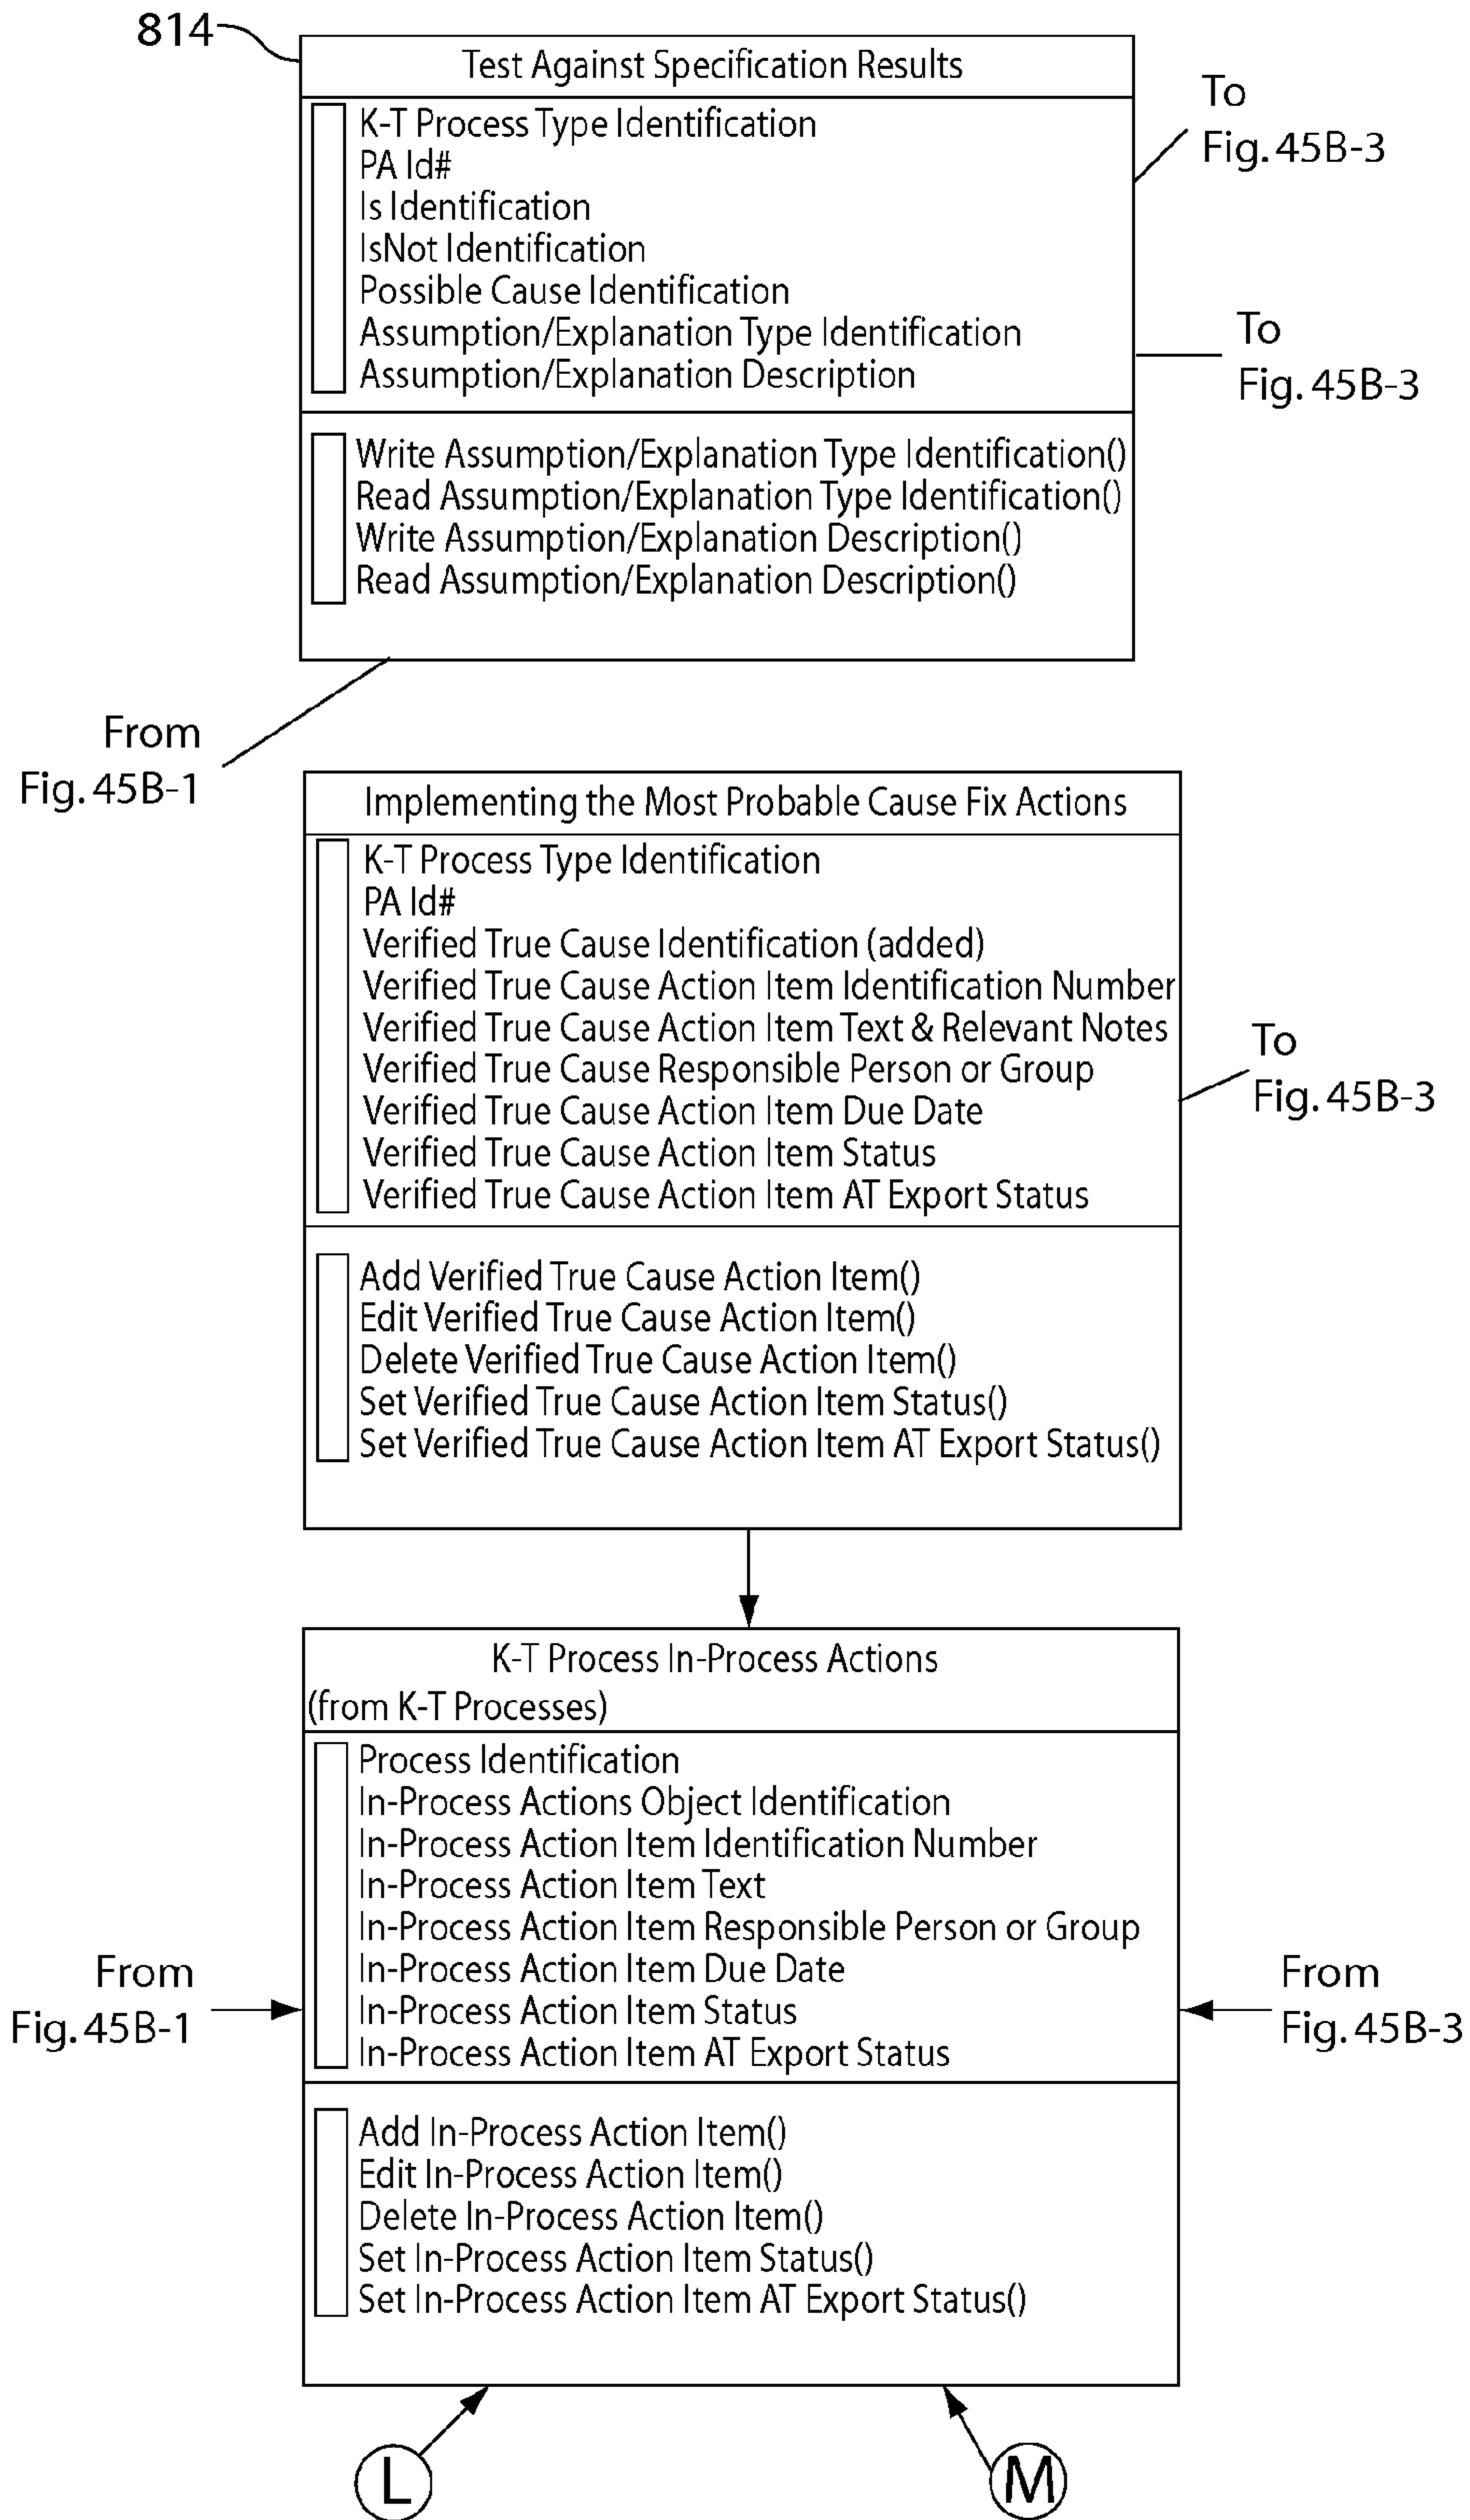 814
Test Against Specification Results
K-T Process Type Identification
PA Id#
Is Identification
IsNot Identification
Possible Cause Identification
Assumption/Explanation Type Identification
Assumption/Explanation Description
Write Assumption/Explanation Type Identification()
Read Assumption/Explanation Type Identification()
Write Assumption/Explanation Description()
Read Assumption/Explanation Description()
To
Fig. 45B-3
To
Fig. 45B-3
From
Fig. 45B-1
Implementing the Most Probable Cause Fix Actions
K-T Process Type Identification
PA Id#
Verified True Cause Identification (added)
Verified True Cause Action Item Identification Number
Verified True Cause Action Item Text & Relevant Notes
Verified True Cause Responsible Person or Group
Verified True Cause Action Item Due Date
Verified True Cause Action Item Status
Verified True Cause Action Item AT Export Status
Add Verified True Cause Action Item()
Edit Verified True Cause Action Item()
Delete Verified True Cause Action Item()
Set Verified True Cause Action Item Status()
Set Verified True Cause Action Item AT Export Status()
To
Fig. 45B-3
K-T Process In-Process Actions
(from K-T Processes)
Process Identification
In-Process Actions Object Identification
In-Process Action Item Identification Number
In-Process Action Item Text
In-Process Action Item Responsible Person or Group
In-Process Action Item Due Date
In-Process Action Item Status
In-Process Action Item AT Export Status
Add In-Process Action Item()
Edit In-Process Action Item()
Delete In-Process Action Item()
Set In-Process Action Item Status()
Set In-Process Action Item AT Export Status()
From
Fig. 45B-1
From
Fig. 45B-3
L
M